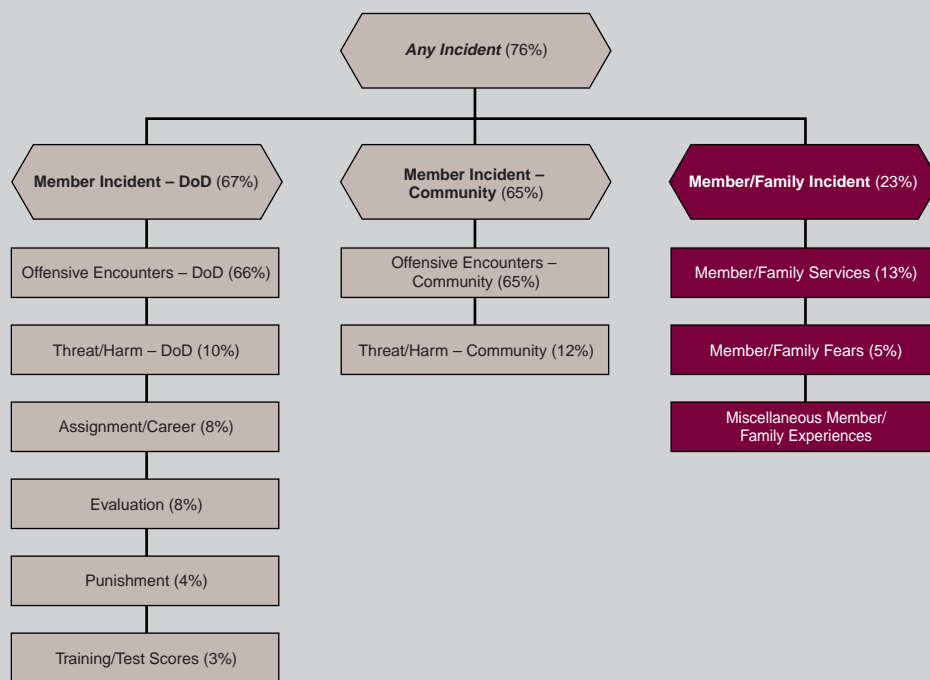 Any Incident (76%)
Member Incident – DoD (67%)
Member Incident –
Community (65%)
Member/Family Incident (23%)
Offensive Encounters – DoD (66%)
Offensive Encounters –
Community (65%)
Member/Family Services (13%)
Threat/Harm – DoD (10%)
Threat/Harm – Community (12%)
Member/Family Fears (5%)
Assignment/Career (8%)
Miscellaneous Member/
Family Experiences
Evaluation (8%)
Punishment (4%)
Training/Test Scores (3%)